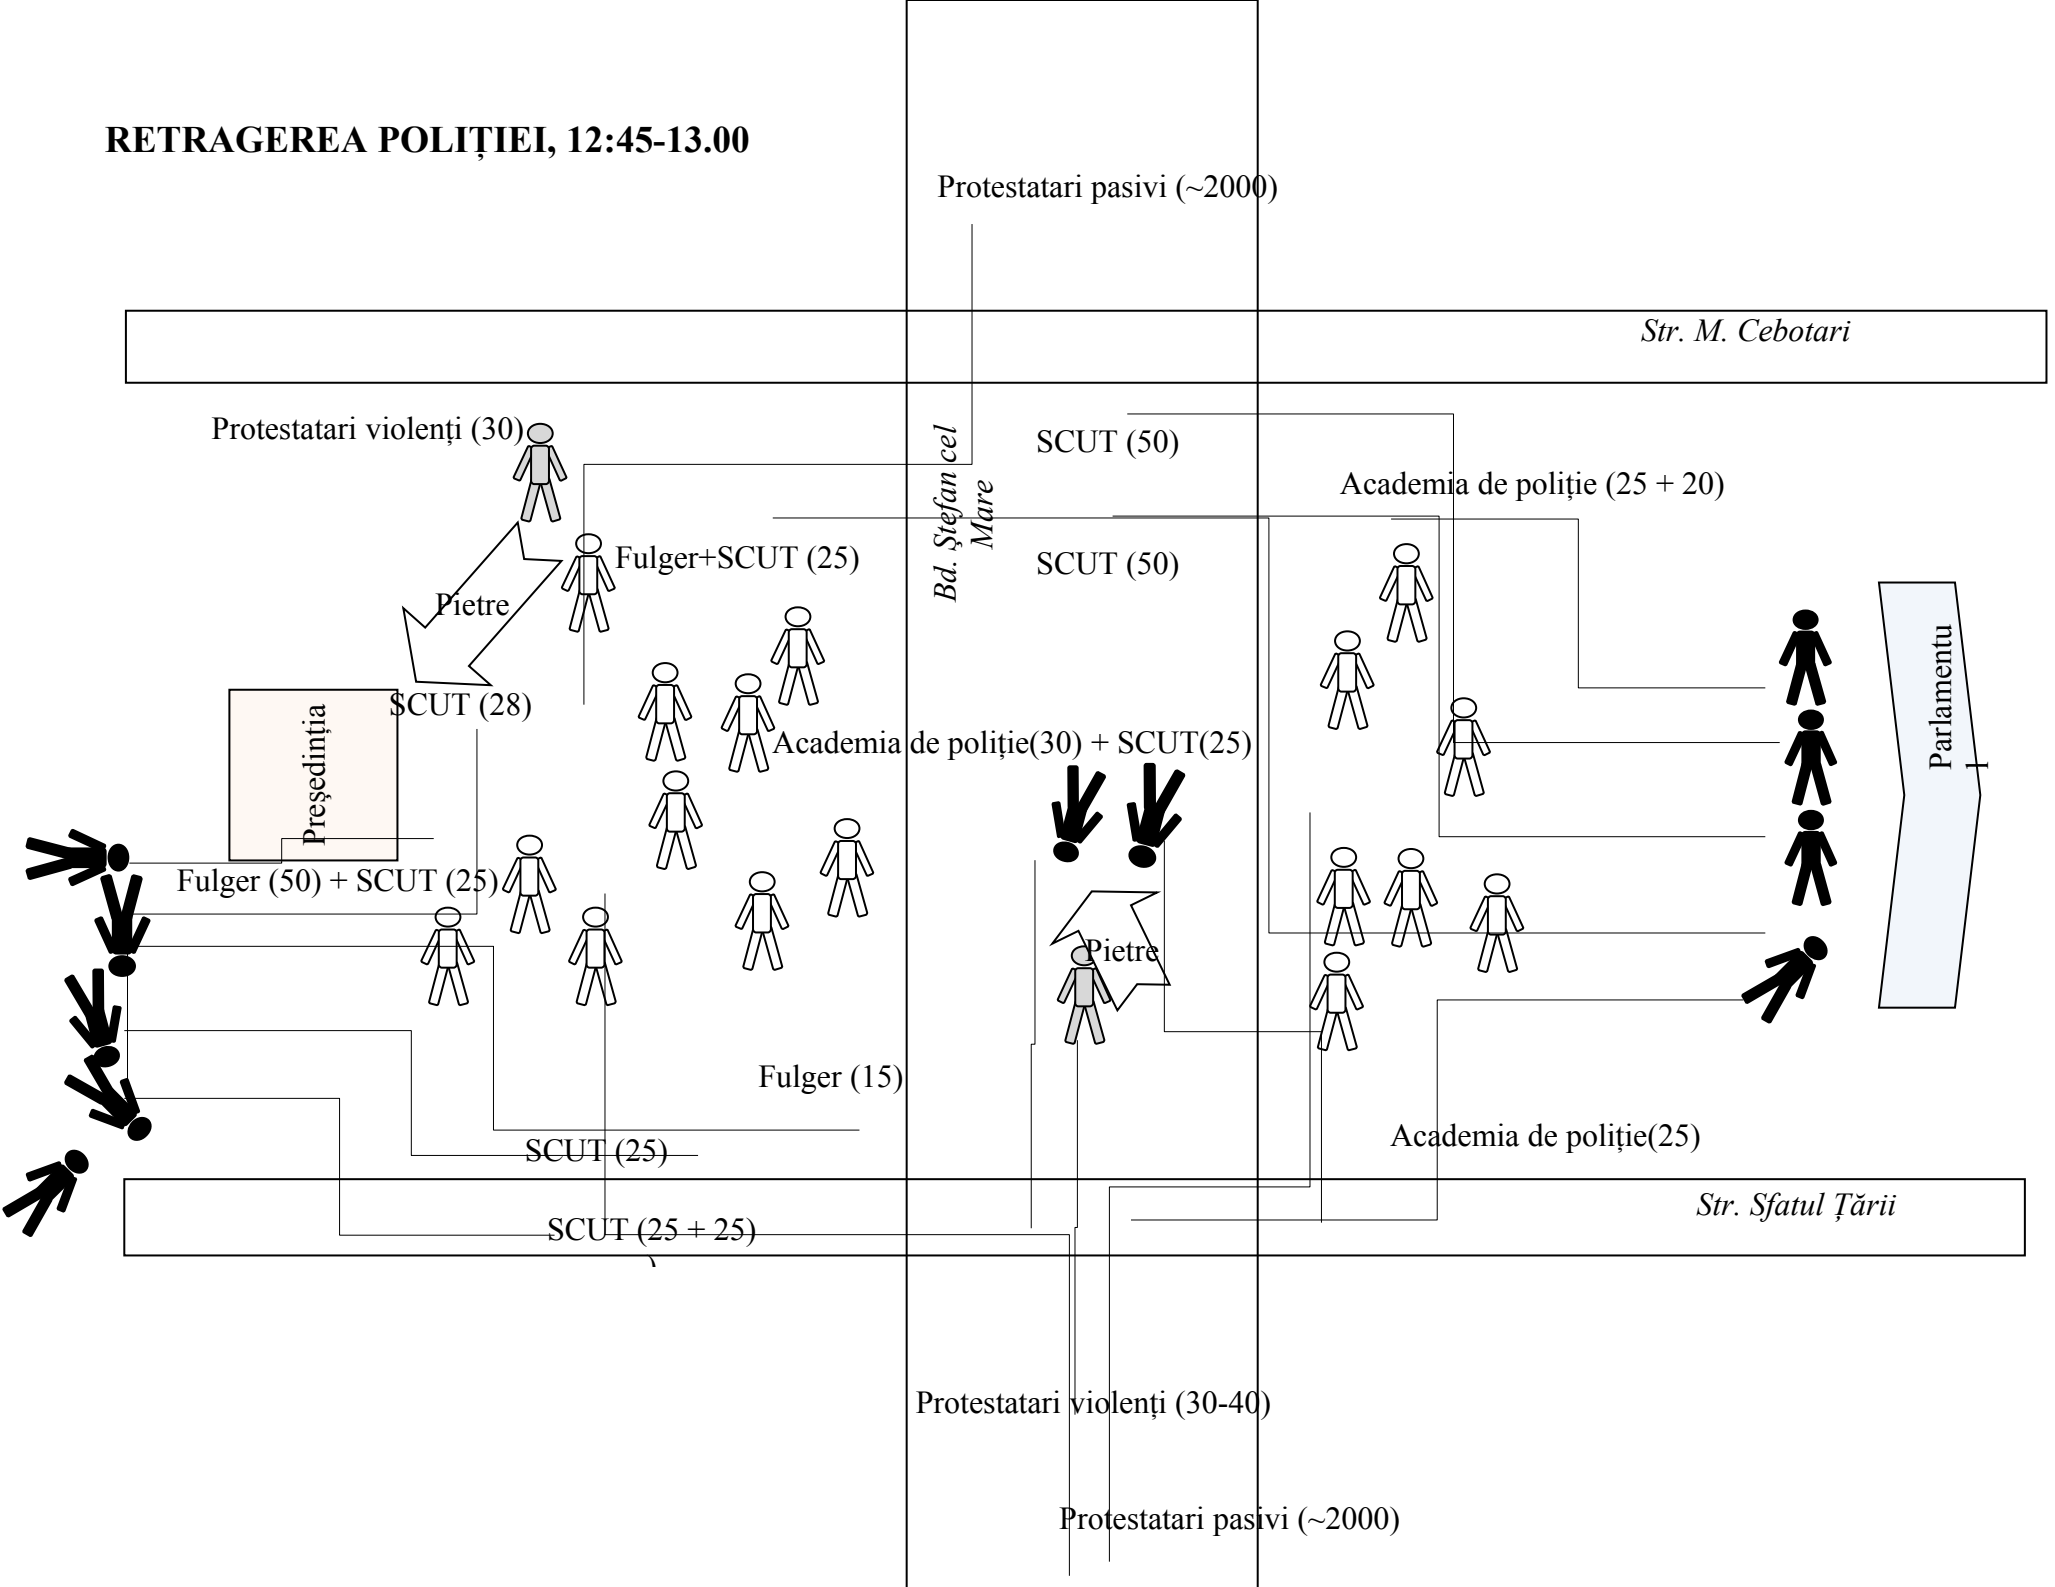 RETRAGEREA POLIȚIEI, 12:45-13.00
Protestatari pasivi (~2000)
Str. M. Cebotari
Protestatari violenți (30)
SCUT (50)
Bd. Ștefan cel
Mare
Academia de poliție (25 + 20)
Fulger+SCUT (25)
SCUT (50)
Pietre
SCUT (28)
Președinția
Parlamentu
l
Academia de poliție(30) + SCUT(25)
Fulger (50) + SCUT (25)
Pietre
Fulger (15)
SCUT (25)
Academia de poliție(25)
Str. Sfatul Țării
SCUT (25 + 25)
)
Protestatari violenți (30-40)
Protestatari pasivi (~2000)